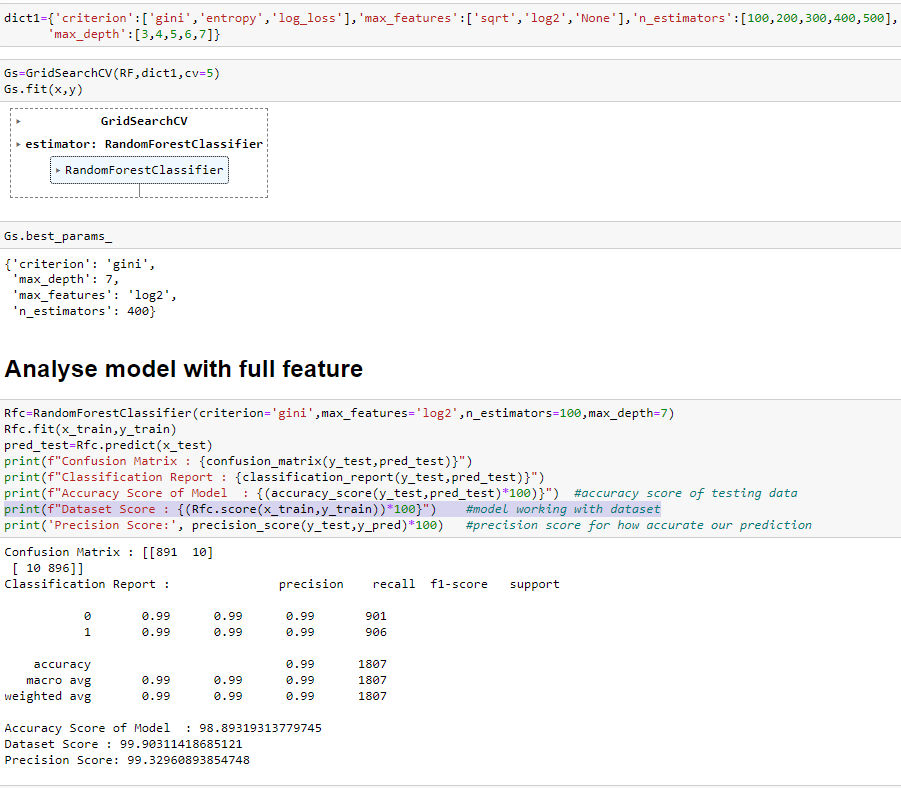 dict1={'criterion':['gini','entropy','log_loss'],'max_features':['sqrt','log2','None'],'n_estimators':[100,200,300,400,500],
'max_depth':[3,4,5,6,7]}
Gs=GridSearchCV(RF,dict1,cv=5)
Gs.fit(x,y)
GridSearchCV
estimator: RandomForestClassifier
RandomForestClassifier
Gs.best_params_
{'criterion': 'gini',
'max_depth': 7,
'max_features': 'log2',
'n_estimators': 400}
Analyse model with full feature
Rfc=RandomForestClassifier(criterion='gini',max_features='log2',n_estimators=100,max_depth=7)
Rfc.fit(x_train,y_train)
pred_test=Rfc.predict(x_test)
print(f"Confusion Matrix : {confusion_matrix(y_test,pred_test)}")
print(f"Classification Report : {classification_report(y_test,pred_test)}")
print(f"Accuracy Score of Model  : {(accuracy_score(y_test,pred_test)*100)}")  #accuracy score of testing data
print(f"Dataset Score : {(Rfc.score(x_train,y_train))*100}")    #model working with dataset
print('Precision Score:', precision_score(y_test,y_pred)*100)   #precision score for how accurate our prediction
Confusion Matrix : [[891  10]
[ 10 896]]
Classification Report :               precision    recall  f1-score   support
0       0.99      0.99      0.99       901
1       0.99      0.99      0.99       906
accuracy                           0.99      1807
macro avg       0.99      0.99      0.99      1807
weighted avg       0.99      0.99      0.99      1807
Accuracy Score of Model  : 98.89319313779745
Dataset Score : 99.90311418685121
Precision Score: 99.32960893854748